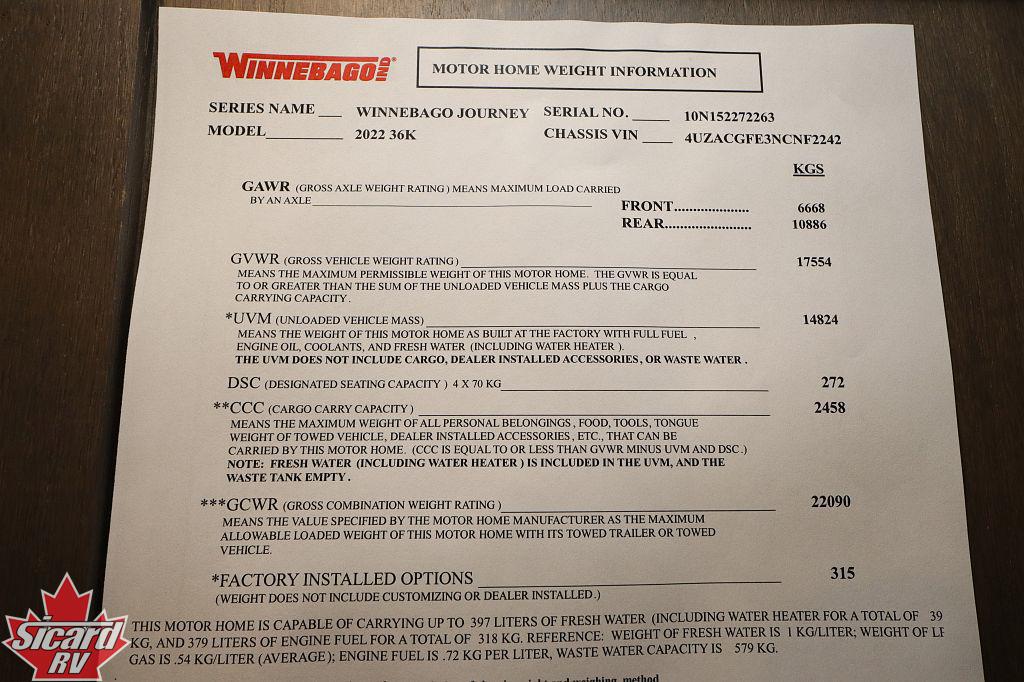 WINNEBAGO IND ®
MOTOR HOME WEIGHT INFORMATION
SERIES NAME ___ WINNEBAGO JOURNEY SERIAL NO. _____ 10N152272263
MODEL__________ 2022 36K CHASSIS VIN ____ 4UZACGFE3NCNF2242
KGS
GAWR (GROSS AXLE WEIGHT RATING ) MEANS MAXIMUM LOAD CARRIED
BY AN AXLE
FRONT.................... 6668
REAR....................... 10886
GVWR (GROSS VEHICLE WEIGHT RATING ) 17554
MEANS THE MAXIMUM PERMISSIBLE WEIGHT OF THIS MOTOR HOME. THE GVWR IS EQUAL
TO OR GREATER THAN THE SUM OF THE UNLOADED VEHICLE MASS PLUS THE CARGO
CARRYING CAPACITY.
*UVM (UNLOADED VEHICLE MASS) 14824
MEANS THE WEIGHT OF THIS MOTOR HOME AS BUILT AT THE FACTORY WITH FULL FUEL ,
ENGINE OIL, COOLANTS, AND FRESH WATER (INCLUDING WATER HEATER ).
THE UVM DOES NOT INCLUDE CARGO, DEALER INSTALLED ACCESSORIES, OR WASTE WATER .
DSC (DESIGNATED SEATING CAPACITY ) 4 X 70 KG 272
**CCC (CARGO CARRY CAPACITY ) 2458
MEANS THE MAXIMUM WEIGHT OF ALL PERSONAL BELONGINGS , FOOD, TOOLS, TONGUE
WEIGHT OF TOWED VEHICLE, DEALER INSTALLED ACCESSORIES, ETC., THAT CAN BE
CARRIED BY THIS MOTOR HOME. (CCC IS EQUAL TO OR LESS THAN GVWR MINUS UVM AND DSC.)
NOTE: FRESH WATER (INCLUDING WATER HEATER ) IS INCLUDED IN THE UVM, AND THE
WASTE TANK EMPTY.
***GCWR (GROSS COMBINATION WEIGHT RATING ) 22090
MEANS THE VALUE SPECIFIED BY THE MOTOR HOME MANUFACTURER AS THE MAXIMUM
ALLOWABLE LOADED WEIGHT OF THIS MOTOR HOME WITH ITS TOWED TRAILER OR TOWED
VEHICLE.
*FACTORY INSTALLED OPTIONS 315
(WEIGHT DOES NOT INCLUDE CUSTOMIZING OR DEALER INSTALLED.)
THIS MOTOR HOME IS CAPABLE OF CARRYING UP TO 397 LITERS OF FRESH WATER (INCLUDING WATER HEATER FOR A TOTAL OF 39
KG, AND 379 LITERS OF ENGINE FUEL FOR A TOTAL OF 318 KG. REFERENCE: WEIGHT OF FRESH WATER IS 1 KG/LITER; WEIGHT OF
GAS IS .54 KG/LITER (AVERAGE ); ENGINE FUEL IS .72 KG PER LITER, WASTE WATER CAPACITY IS 579 KG.
weighing, method
Sicard
RV